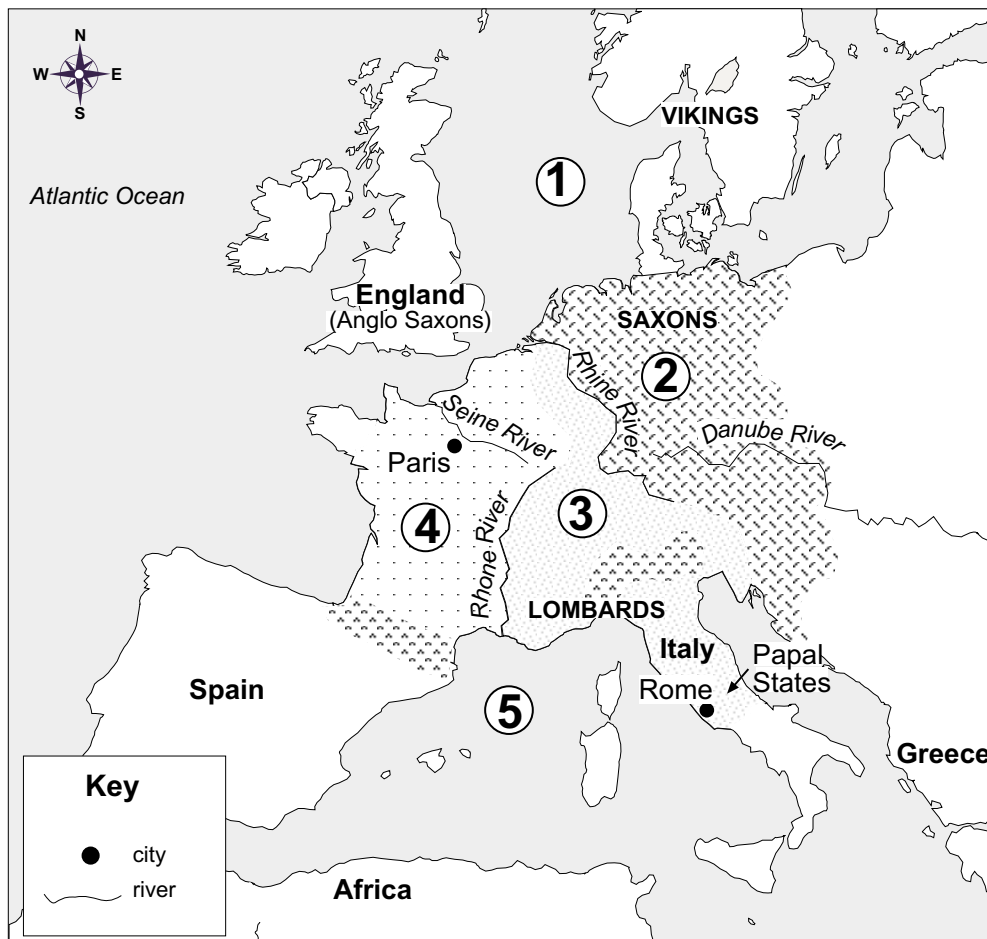 N
W E
S
VIKINGS
1
Atlantic Ocean
England
(Anglo Saxons)
SAXONS
2
Rhine River
Seine River
Danube River
Paris
3
4
Rhone River
LOMBARDS
Italy
Papal
States
Spain
Rome
5
Greece
Key
city
river
Africa